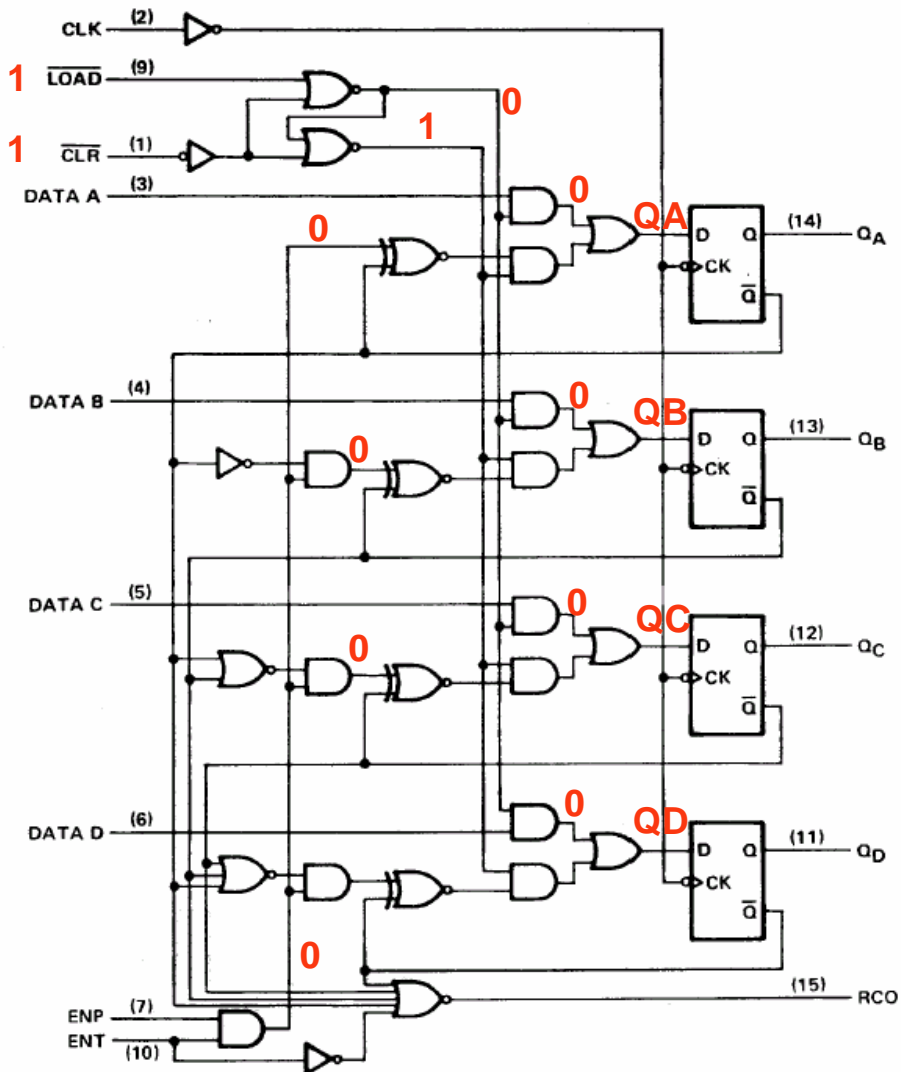 CLK (2)
1 LOAD (9)
0
1
1 CLR (1)
DATA A (3)
0
QA
D Q (14) QA
0
CK
Q
DATA B (4)
0
QB
D Q (13) QB
0
CK
Q
DATA C (5)
0
QC
D Q (12) QC
0
CK
Q
DATA D (6)
0
QD
D Q (11) QD
CK
Q
0
(15) RCO
ENP (7)
ENT (10)